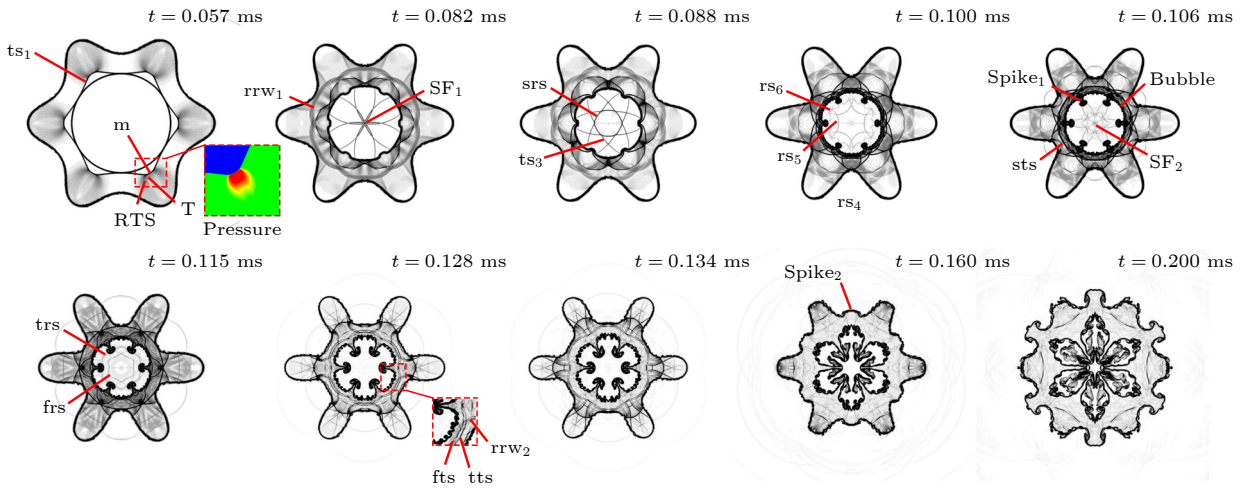 t = 0.057 ms
t = 0.082 ms
t = 0.088 ms
t = 0.100 ms
t = 0.106 ms
ts₁
m
RTS
T
Pressure
rrw₁
SF₁
srs
ts₃
rs₆
rs₅
rs₄
Spike₁
Bubble
sts
SF₂
t = 0.115 ms
t = 0.128 ms
t = 0.134 ms
t = 0.160 ms
t = 0.200 ms
trs
frs
rrw₂
fts
tts
Spike₂